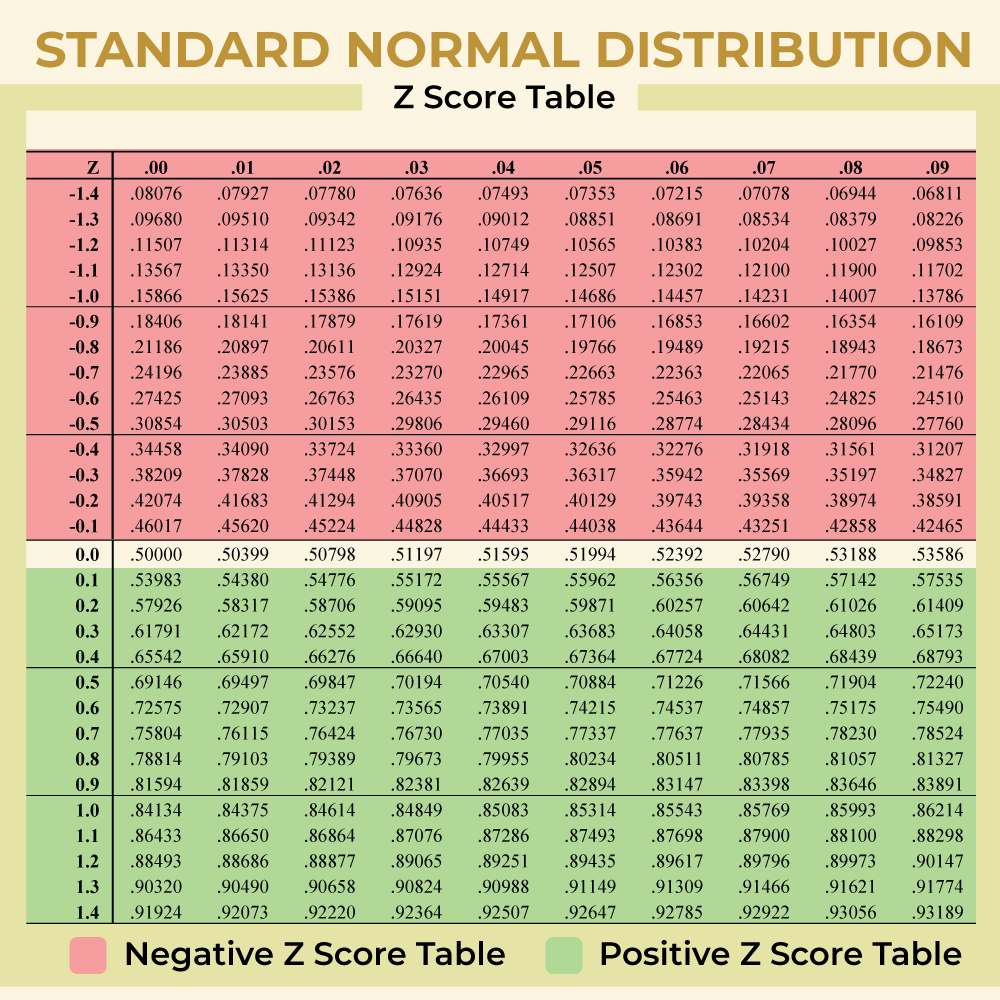 STANDARD NORMAL DISTRIBUTION
Z Score Table
Z .00 .01 .02 .03 .04 .05 .06 .07 .08 .09
-1.4 .08076 .07927 .07780 .07636 .07493 .07353 .07215 .07078 .06944 .06811
-1.3 .09680 .09510 .09342 .09176 .09012 .08851 .08691 .08534 .08379 .08226
-1.2 .11507 .11314 .11123 .10935 .10749 .10565 .10383 .10204 .10027 .09853
-1.1 .13567 .13350 .13136 .12924 .12714 .12507 .12302 .12100 .11900 .11702
-1.0 .15866 .15625 .15386 .15151 .14917 .14686 .14457 .14231 .14007 .13786
-0.9 .18406 .18141 .17879 .17619 .17361 .17106 .16853 .16602 .16354 .16109
-0.8 .21186 .20897 .20611 .20327 .20045 .19766 .19489 .19215 .18943 .18673
-0.7 .24196 .23885 .23576 .23270 .22965 .22663 .22363 .22065 .21770 .21476
-0.6 .27425 .27093 .26763 .26435 .26109 .25785 .25463 .25143 .24825 .24510
-0.5 .30854 .30503 .30153 .29806 .29460 .29116 .28774 .28434 .28096 .27760
-0.4 .34458 .34090 .33724 .33360 .32997 .32636 .32276 .31918 .31561 .31207
-0.3 .38209 .37828 .37448 .37070 .36693 .36317 .35942 .35569 .35197 .34827
-0.2 .42074 .41683 .41294 .40905 .40517 .40129 .39743 .39358 .38974 .38591
-0.1 .46017 .45620 .45224 .44828 .44433 .44038 .43644 .43251 .42858 .42465
0.0 .50000 .50399 .50798 .51197 .51595 .51994 .52392 .52790 .53188 .53586
0.1 .53983 .54380 .54776 .55172 .55567 .55962 .56356 .56749 .57142 .57535
0.2 .57926 .58317 .58706 .59095 .59483 .59871 .60257 .60642 .61026 .61409
0.3 .61791 .62172 .62552 .62930 .63307 .63683 .64058 .64431 .64803 .65173
0.4 .65542 .65910 .66276 .66640 .67003 .67364 .67724 .68082 .68439 .68793
0.5 .69146 .69497 .69847 .70194 .70540 .70884 .71226 .71566 .71904 .72240
0.6 .72575 .72907 .73237 .73565 .73891 .74215 .74537 .74857 .75175 .75490
0.7 .75804 .76115 .76424 .76730 .77035 .77337 .77637 .77935 .78230 .78524
0.8 .78814 .79103 .79389 .79673 .79955 .80234 .80511 .80785 .81057 .81327
0.9 .81594 .81859 .82121 .82381 .82639 .82894 .83147 .83398 .83646 .83891
1.0 .84134 .84375 .84614 .84849 .85083 .85314 .85543 .85769 .85993 .86214
1.1 .86433 .86650 .86864 .87076 .87286 .87493 .87698 .87900 .88100 .88298
1.2 .88493 .88686 .88877 .89065 .89251 .89435 .89617 .89796 .89973 .90147
1.3 .90320 .90490 .90658 .90824 .90988 .91149 .91309 .91466 .91621 .91774
1.4 .91924 .92073 .92220 .92364 .92507 .92647 .92785 .92922 .93056 .93189
Negative Z Score Table Positive Z Score Table